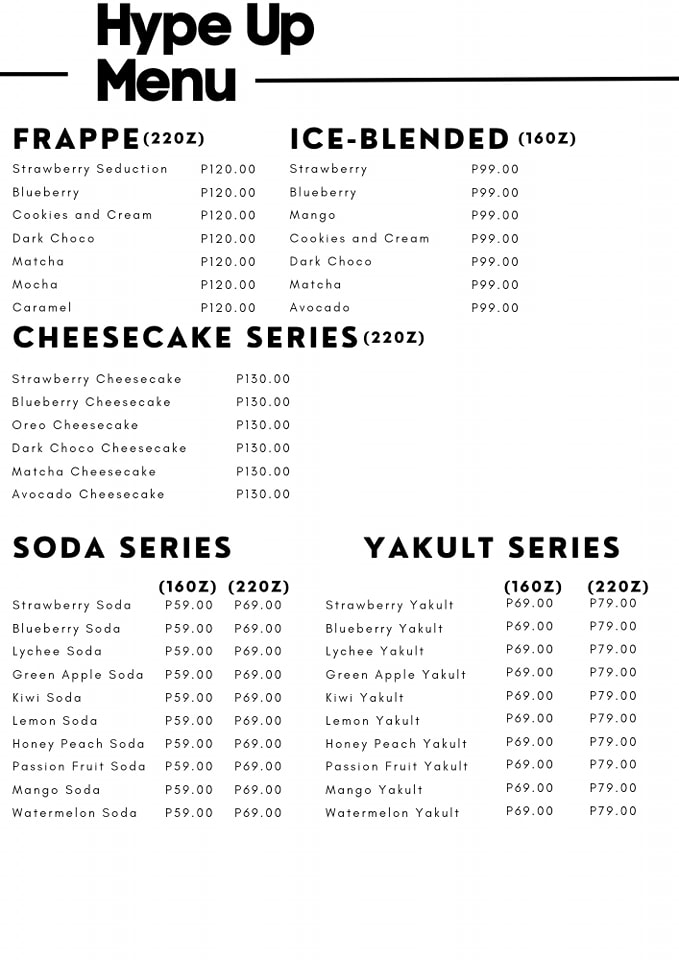 Hype Up
Menu
FRAPPE (22OZ)
Strawberry Seduction P120.00
Blueberry P120.00
Cookies and Cream P120.00
Dark Choco P120.00
Matcha P120.00
Mocha P120.00
Caramel P120.00
ICE-BLENDED (16OZ)
Strawberry P99.00
Blueberry P99.00
Mango P99.00
Cookies and Cream P99.00
Dark Choco P99.00
Matcha P99.00
Avocado P99.00
CHEESECAKE SERIES (22OZ)
Strawberry Cheesecake P130.00
Blueberry Cheesecake P130.00
Oreo Cheesecake P130.00
Dark Choco Cheesecake P130.00
Matcha Cheesecake P130.00
Avocado Cheesecake P130.00
SODA SERIES
(16OZ) (22OZ)
Strawberry Soda P59.00 P69.00
Blueberry Soda P59.00 P69.00
Lychee Soda P59.00 P69.00
Green Apple Soda P59.00 P69.00
Kiwi Soda P59.00 P69.00
Lemon Soda P59.00 P69.00
Honey Peach Soda P59.00 P69.00
Passion Fruit Soda P59.00 P69.00
Mango Soda P59.00 P69.00
Watermelon Soda P59.00 P69.00
YAKULT SERIES
(16OZ) (22OZ)
Strawberry Yakult P69.00 P79.00
Blueberry Yakult P69.00 P79.00
Lychee Yakult P69.00 P79.00
Green Apple Yakult P69.00 P79.00
Kiwi Yakult P69.00 P79.00
Lemon Yakult P69.00 P79.00
Honey Peach Yakult P69.00 P79.00
Passion Fruit Yakult P69.00 P79.00
Mango Yakult P69.00 P79.00
Watermelon Yakult P69.00 P79.00